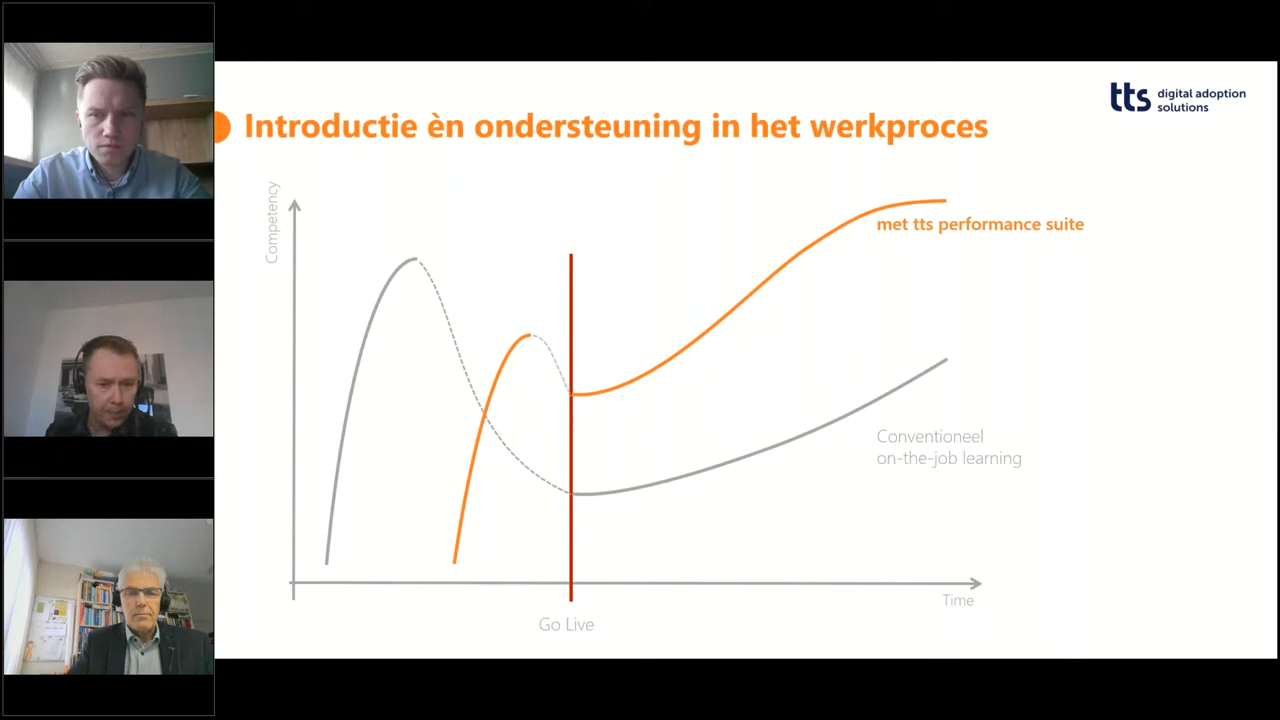 tts digital adoption
solutions
Introductie èn ondersteuning in het werkproces
Competency
met tts performance suite
Conventioneel
on-the-job learning
Time
Go Live